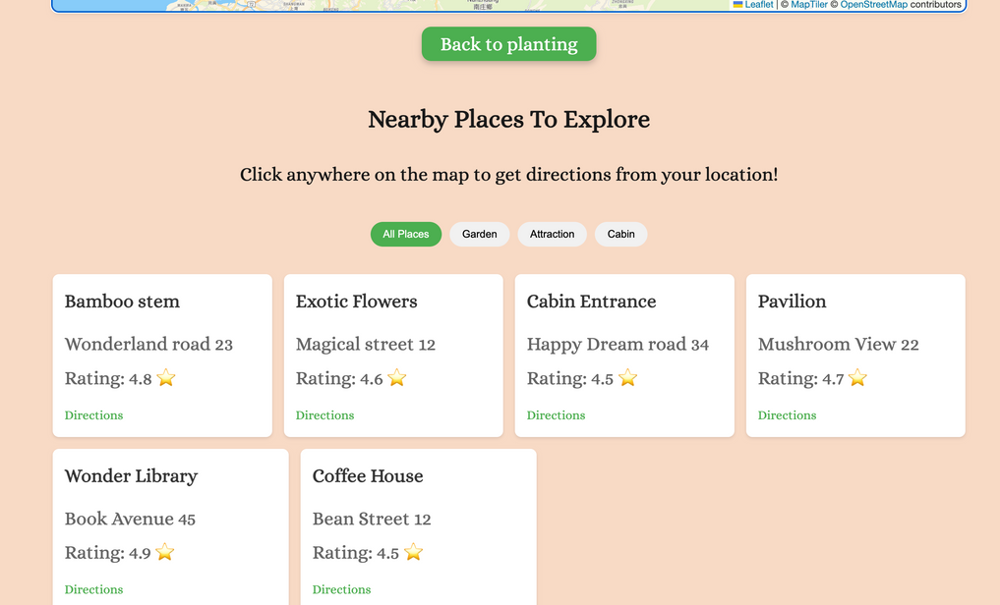 南庄鄉
Leaflet | © MapTiler © OpenStreetMap contributors
Back to planting
Nearby Places To Explore
Click anywhere on the map to get directions from your location!
All Places Garden Attraction Cabin
Bamboo stem
Wonderland road 23
Rating: 4.8 ⭐
Directions
Exotic Flowers
Magical street 12
Rating: 4.6 ⭐
Directions
Cabin Entrance
Happy Dream road 34
Rating: 4.5 ⭐
Directions
Pavilion
Mushroom View 22
Rating: 4.7 ⭐
Directions
Wonder Library
Book Avenue 45
Rating: 4.9 ⭐
Directions
Coffee House
Bean Street 12
Rating: 4.5 ⭐
Directions